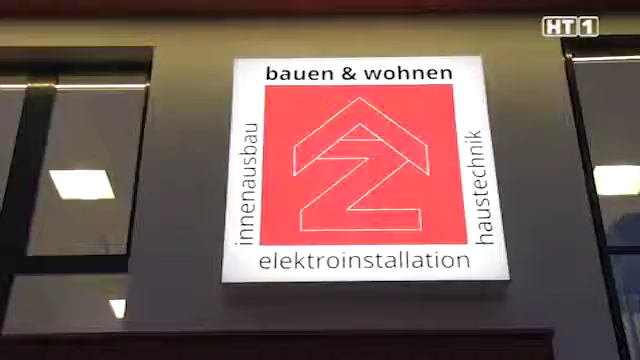 HT1
bauen & wohnen
innenausbau
haustechnik
elektroinstallation